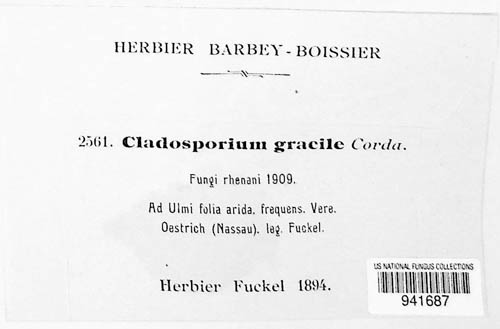 HERBIER BARBEY-BOISSIER
2561. Cladosporium gracile Corda.
Fungi rhenani 1909.
Ad Ulmi folia arida, frequens. Vere.
Oestrich (Nassau). leg. Fuckel.
Herbier Fuckel 1894.
US NATIONAL FUNGUS COLLECTIONS
941687